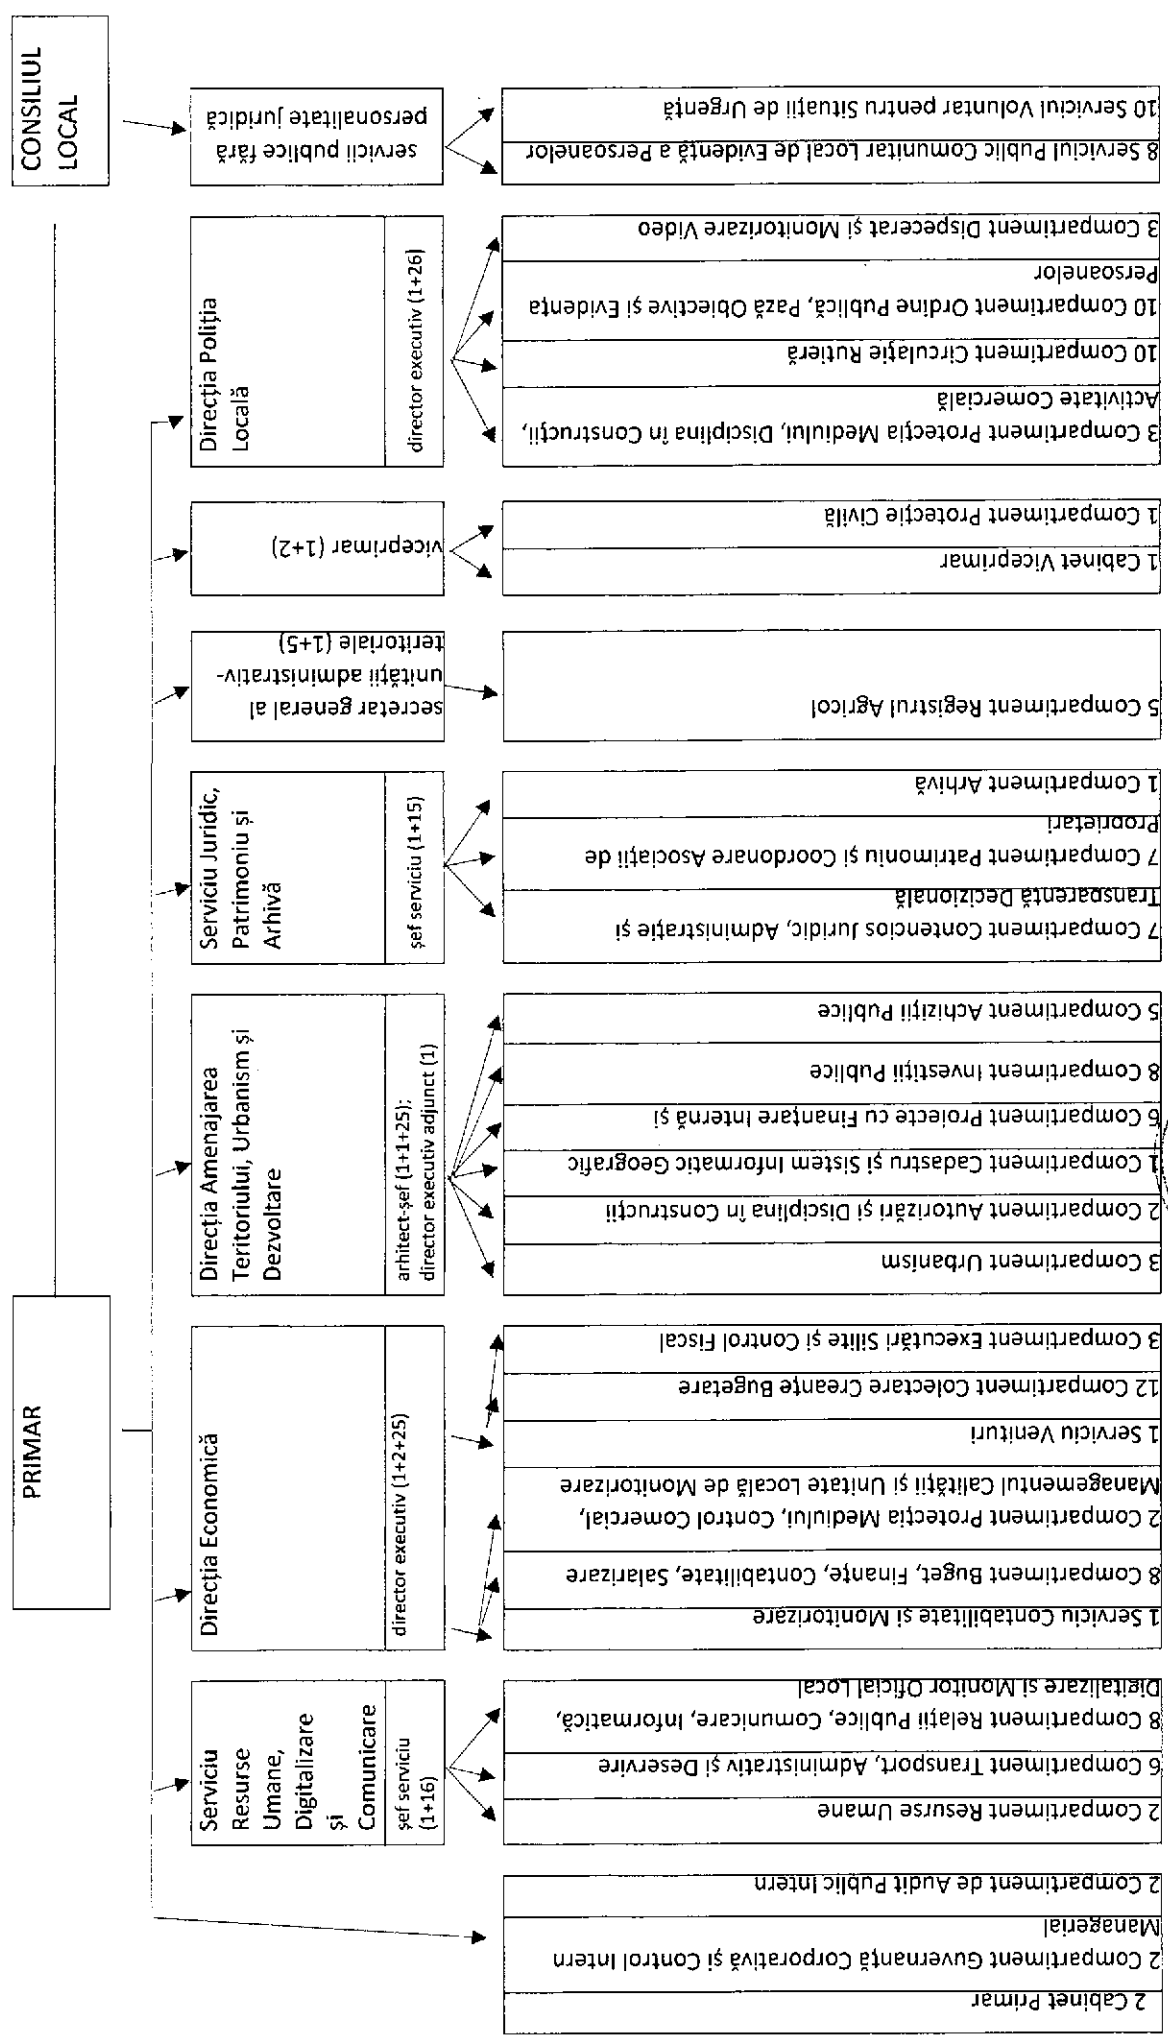 PRIMAR
CONSILIUL
LOCAL
2 Cabinet Primar
2 Compartiment Guvernanță Corporativă și Control Intern
Managerial
2 Compartiment de Audit Public Intern
Serviciu
Resurse
Umane,
Digitalizare
și
Comunicare
șef serviciu
(1+16)
2 Compartiment Resurse Umane
6 Compartiment Transport, Administrativ și Deservire
8 Compartiment Relații Publice, Comunicare, Informatică,
Digitalizare și Monitor Oficial Local
Direcția Economică
director executiv (1+2+25)
1 Serviciu Contabilitate și Monitorizare
8 Compartiment Buget, Finanțe, Contabilitate, Salarizare
2 Compartiment Protecția Mediului, Control Comercial,
Managementul Calității și Unitate Locală de Monitorizare
1 Serviciu Venituri
12 Compartiment Colectare Creanțe Bugetare
3 Compartiment Executări Silite și Control Fiscal
Direcția Amenajarea
Teritoriului, Urbanism și
Dezvoltare
arhitect-șef (1+1+25);
director executiv adjunct (1)
3 Compartiment Urbanism
2 Compartiment Autorizări și Disciplina în Construcții
1 Compartiment Cadastru și Sistem Informatic Geografic
6 Compartiment Proiecte cu Finanțare Internă și
8 Compartiment Investiții Publice
5 Compartiment Achiziții Publice
Serviciu Juridic,
Patrimoniu și
Arhivă
șef serviciu (1+15)
7 Compartiment Contencios Juridic, Administrație și
Transparență Decizională
7 Compartiment Patrimoniu și Coordonare Asociații de
Proprietari
1 Compartiment Arhivă
secretar general al
unității administrativ-
teritoriale (1+5)
5 Compartiment Registrul Agricol
viceprimar (1+2)
1 Cabinet Viceprimar
1 Compartiment Protecție Civilă
Direcția Poliția
Locală
director executiv (1+26)
3 Compartiment Protecția Mediului, Disciplina în Construcții,
Activitate Comercială
10 Compartiment Circulație Rutieră
10 Compartiment Ordine Publică, Pază Obiective și Evidența
Persoanelor
3 Compartiment Dispecerat și Monitorizare Video
servicii publice fără
personalitate juridică
8 Serviciul Public Comunitar Local de Evidență a Persoanelor
10 Serviciul Voluntar pentru Situații de Urgență